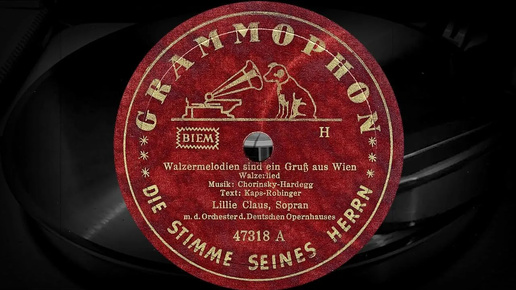 GRAMMOPHON
BIEM
H
Walzermelodien sind ein Gruß aus Wien
Walzerlied
Musik: Chorinsky-Hardegg
Text: Kaps-Robinger
Lillie Claus, Sopran
m. d. Orchester d. Deutschen Opernhauses
47318 A
DIE STIMME SEINES HERRN